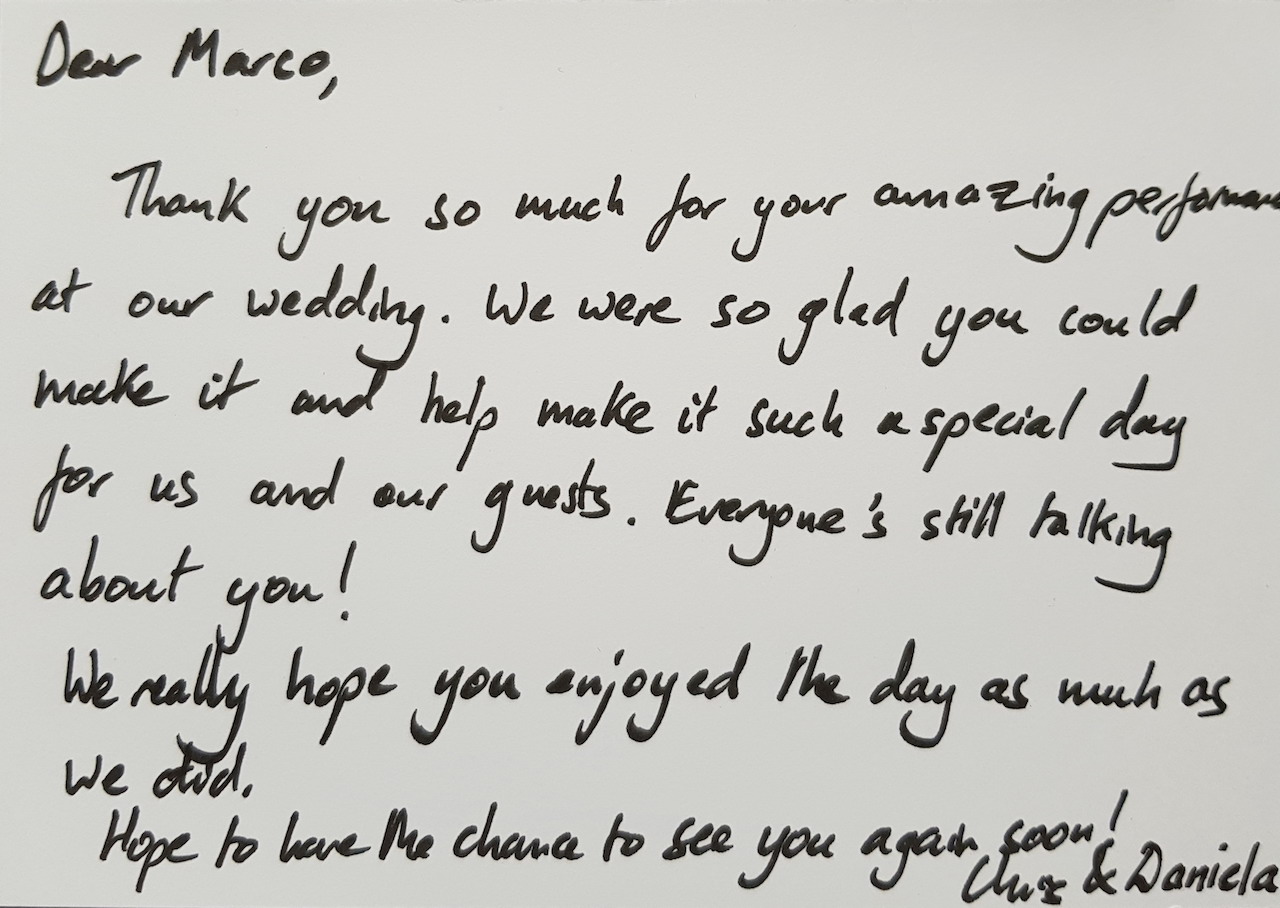 Dear Marco,
Thank you so much for your amazing performanc
at our wedding. We were so glad you could
make it and help make it such a special day
for us and our guests. Everyone's still talking
about you!
We really hope you enjoyed the day as much as
we did.
Hope to have the chance to see you again soon!
Chris & Daniela